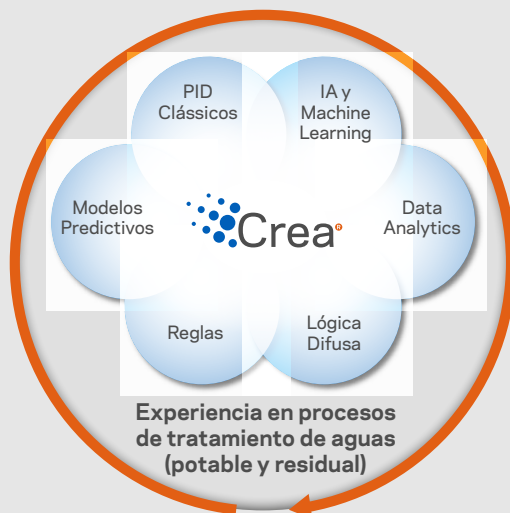 PID
Clássicos
IA y
Machine
Learning
Modelos
Predictivos
Crea®
Data
Analytics
Reglas
Lógica
Difusa
Experiencia en procesos
de tratamiento de aguas
(potable y residual)